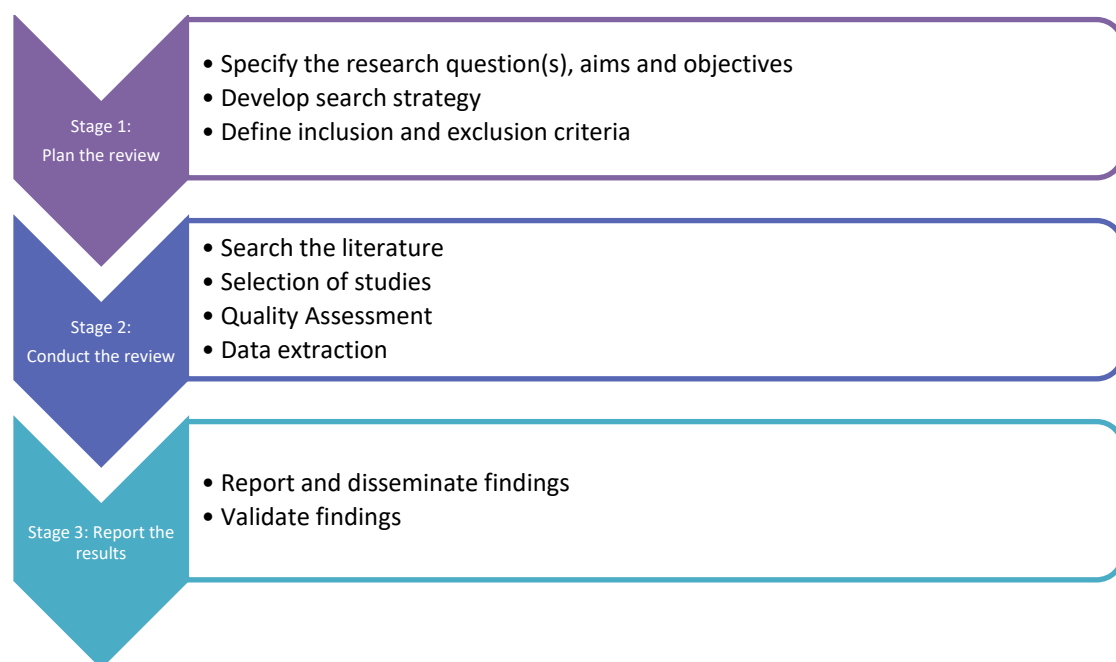 Stage 1:
Plan the review
• Specify the research question(s), aims and objectives
• Develop search strategy
• Define inclusion and exclusion criteria
Stage 2:
Conduct the review
• Search the literature
• Selection of studies
• Quality Assessment
• Data extraction
Stage 3: Report the
results
• Report and disseminate findings
• Validate findings